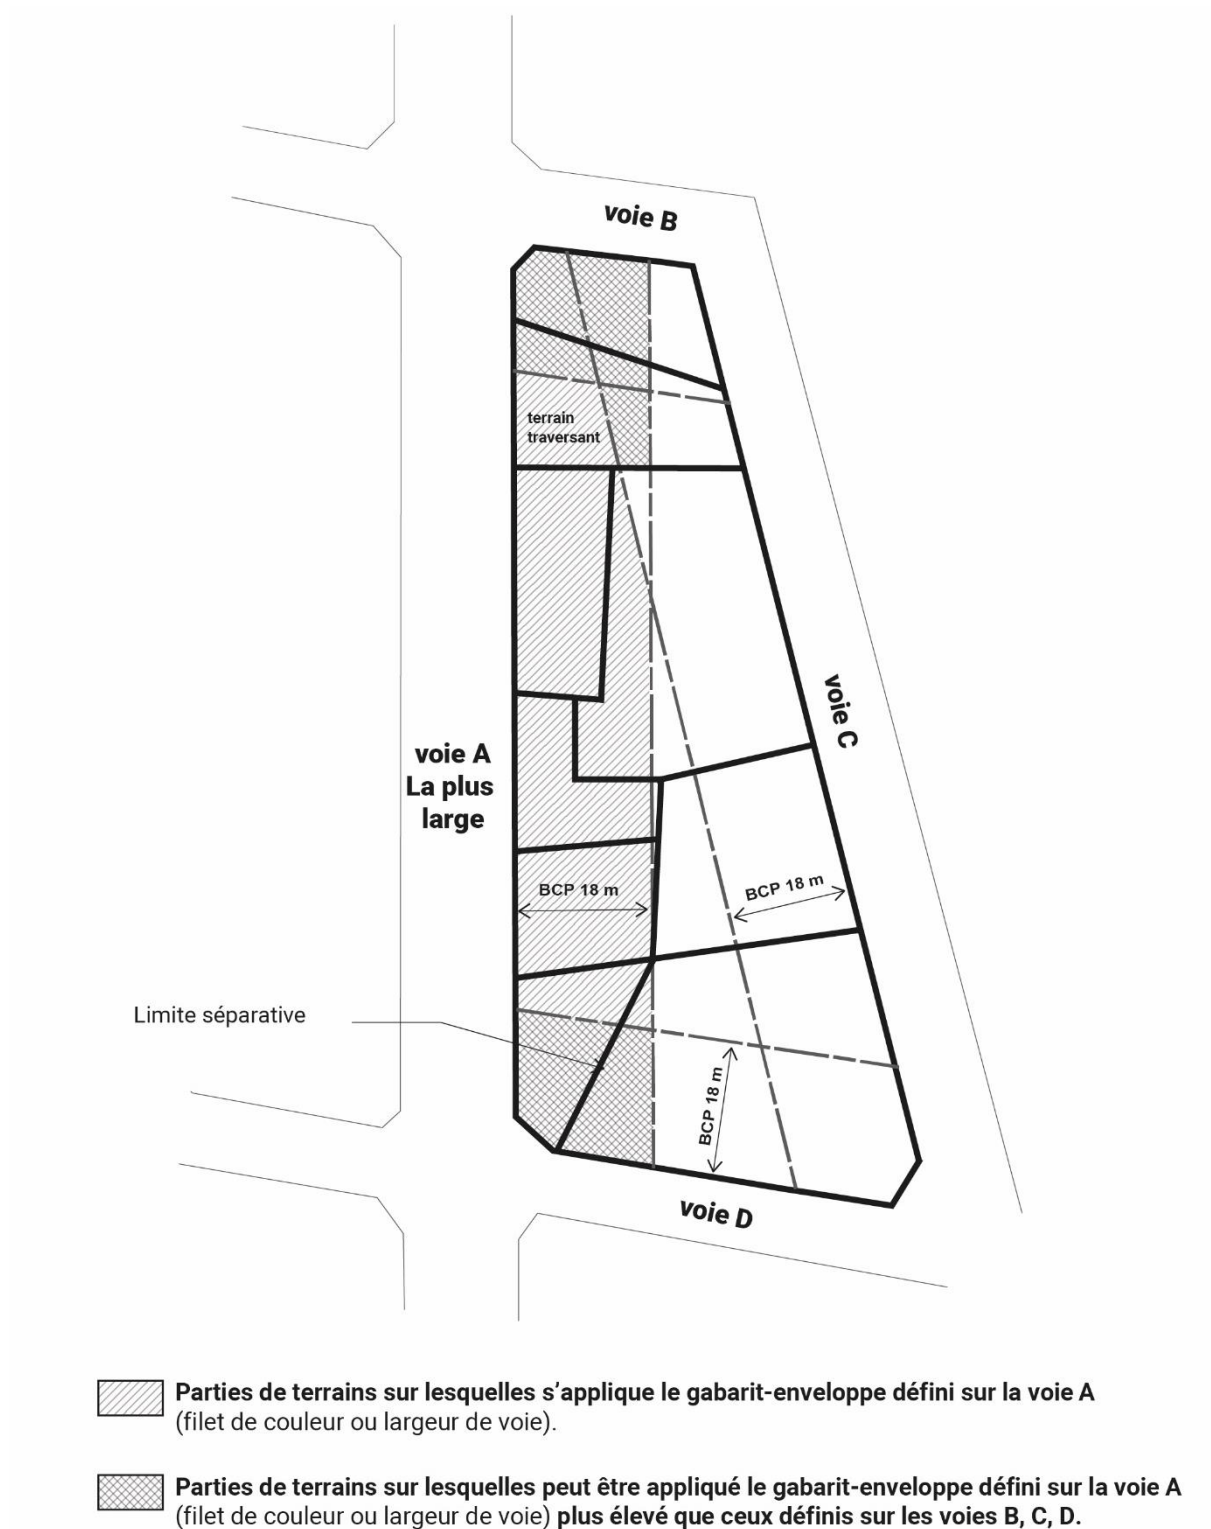 voie B
terrain
traversant
voie C
voie A
La plus
large
BCP 18 m
BCP 18 m
Limite séparative
BCP 18 m
voie D
Parties de terrains sur lesquelles s’applique le gabarit-enveloppe défini sur la voie A
(filet de couleur ou largeur de voie).
Parties de terrains sur lesquelles peut être appliqué le gabarit-enveloppe défini sur la voie A
(filet de couleur ou largeur de voie) plus élevé que ceux définis sur les voies B, C, D.